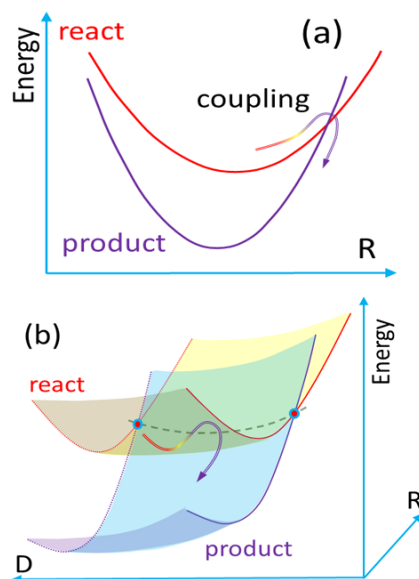 react
(a)
Energy
coupling
product
R
(b)
react
Energy
R
D
product